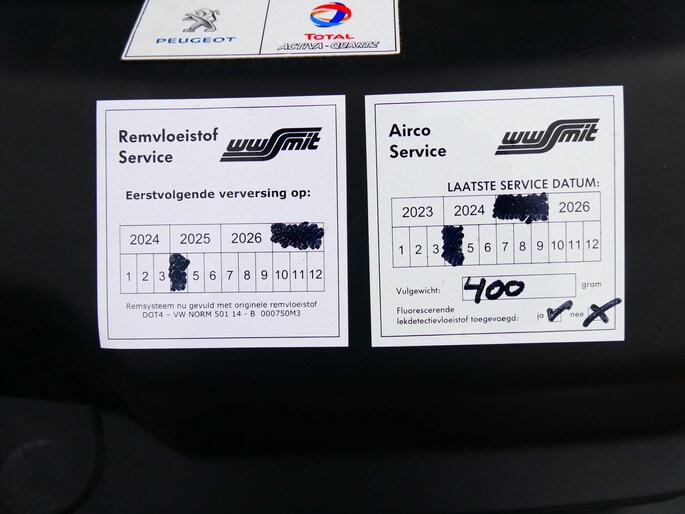 PEUGEOT
TOTAL
ACTIVA - QUARTZ
Remvloeistof
Service
wwSmit
Eerstvolgende verversing op:
2024 2025 2026
1 2 3 5 6 7 8 9 10 11 12
Remsysteem nu gevuld met originele remvloeistof
DOT4 – VW NORM 501 14 - B 000750M3
Airco
Service
wwSmit
LAATSTE SERVICE DATUM:
2023 2024 2026
1 2 3 5 6 7 8 9 10 11 12
Vulgewicht: 400 gram
Fluorescerende
lekdetectievloeistof toegevoegd: ja nee